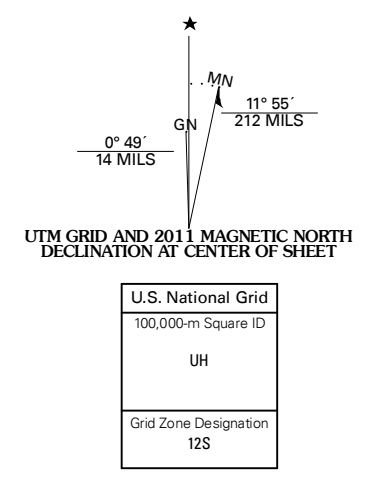 ★
MN
11° 55´
212 MILS
GN
0° 49´
14 MILS
UTM GRID AND 2011 MAGNETIC NORTH
DECLINATION AT CENTER OF SHEET
U.S. National Grid
100,000-m Square ID
UH
Grid Zone Designation
12S